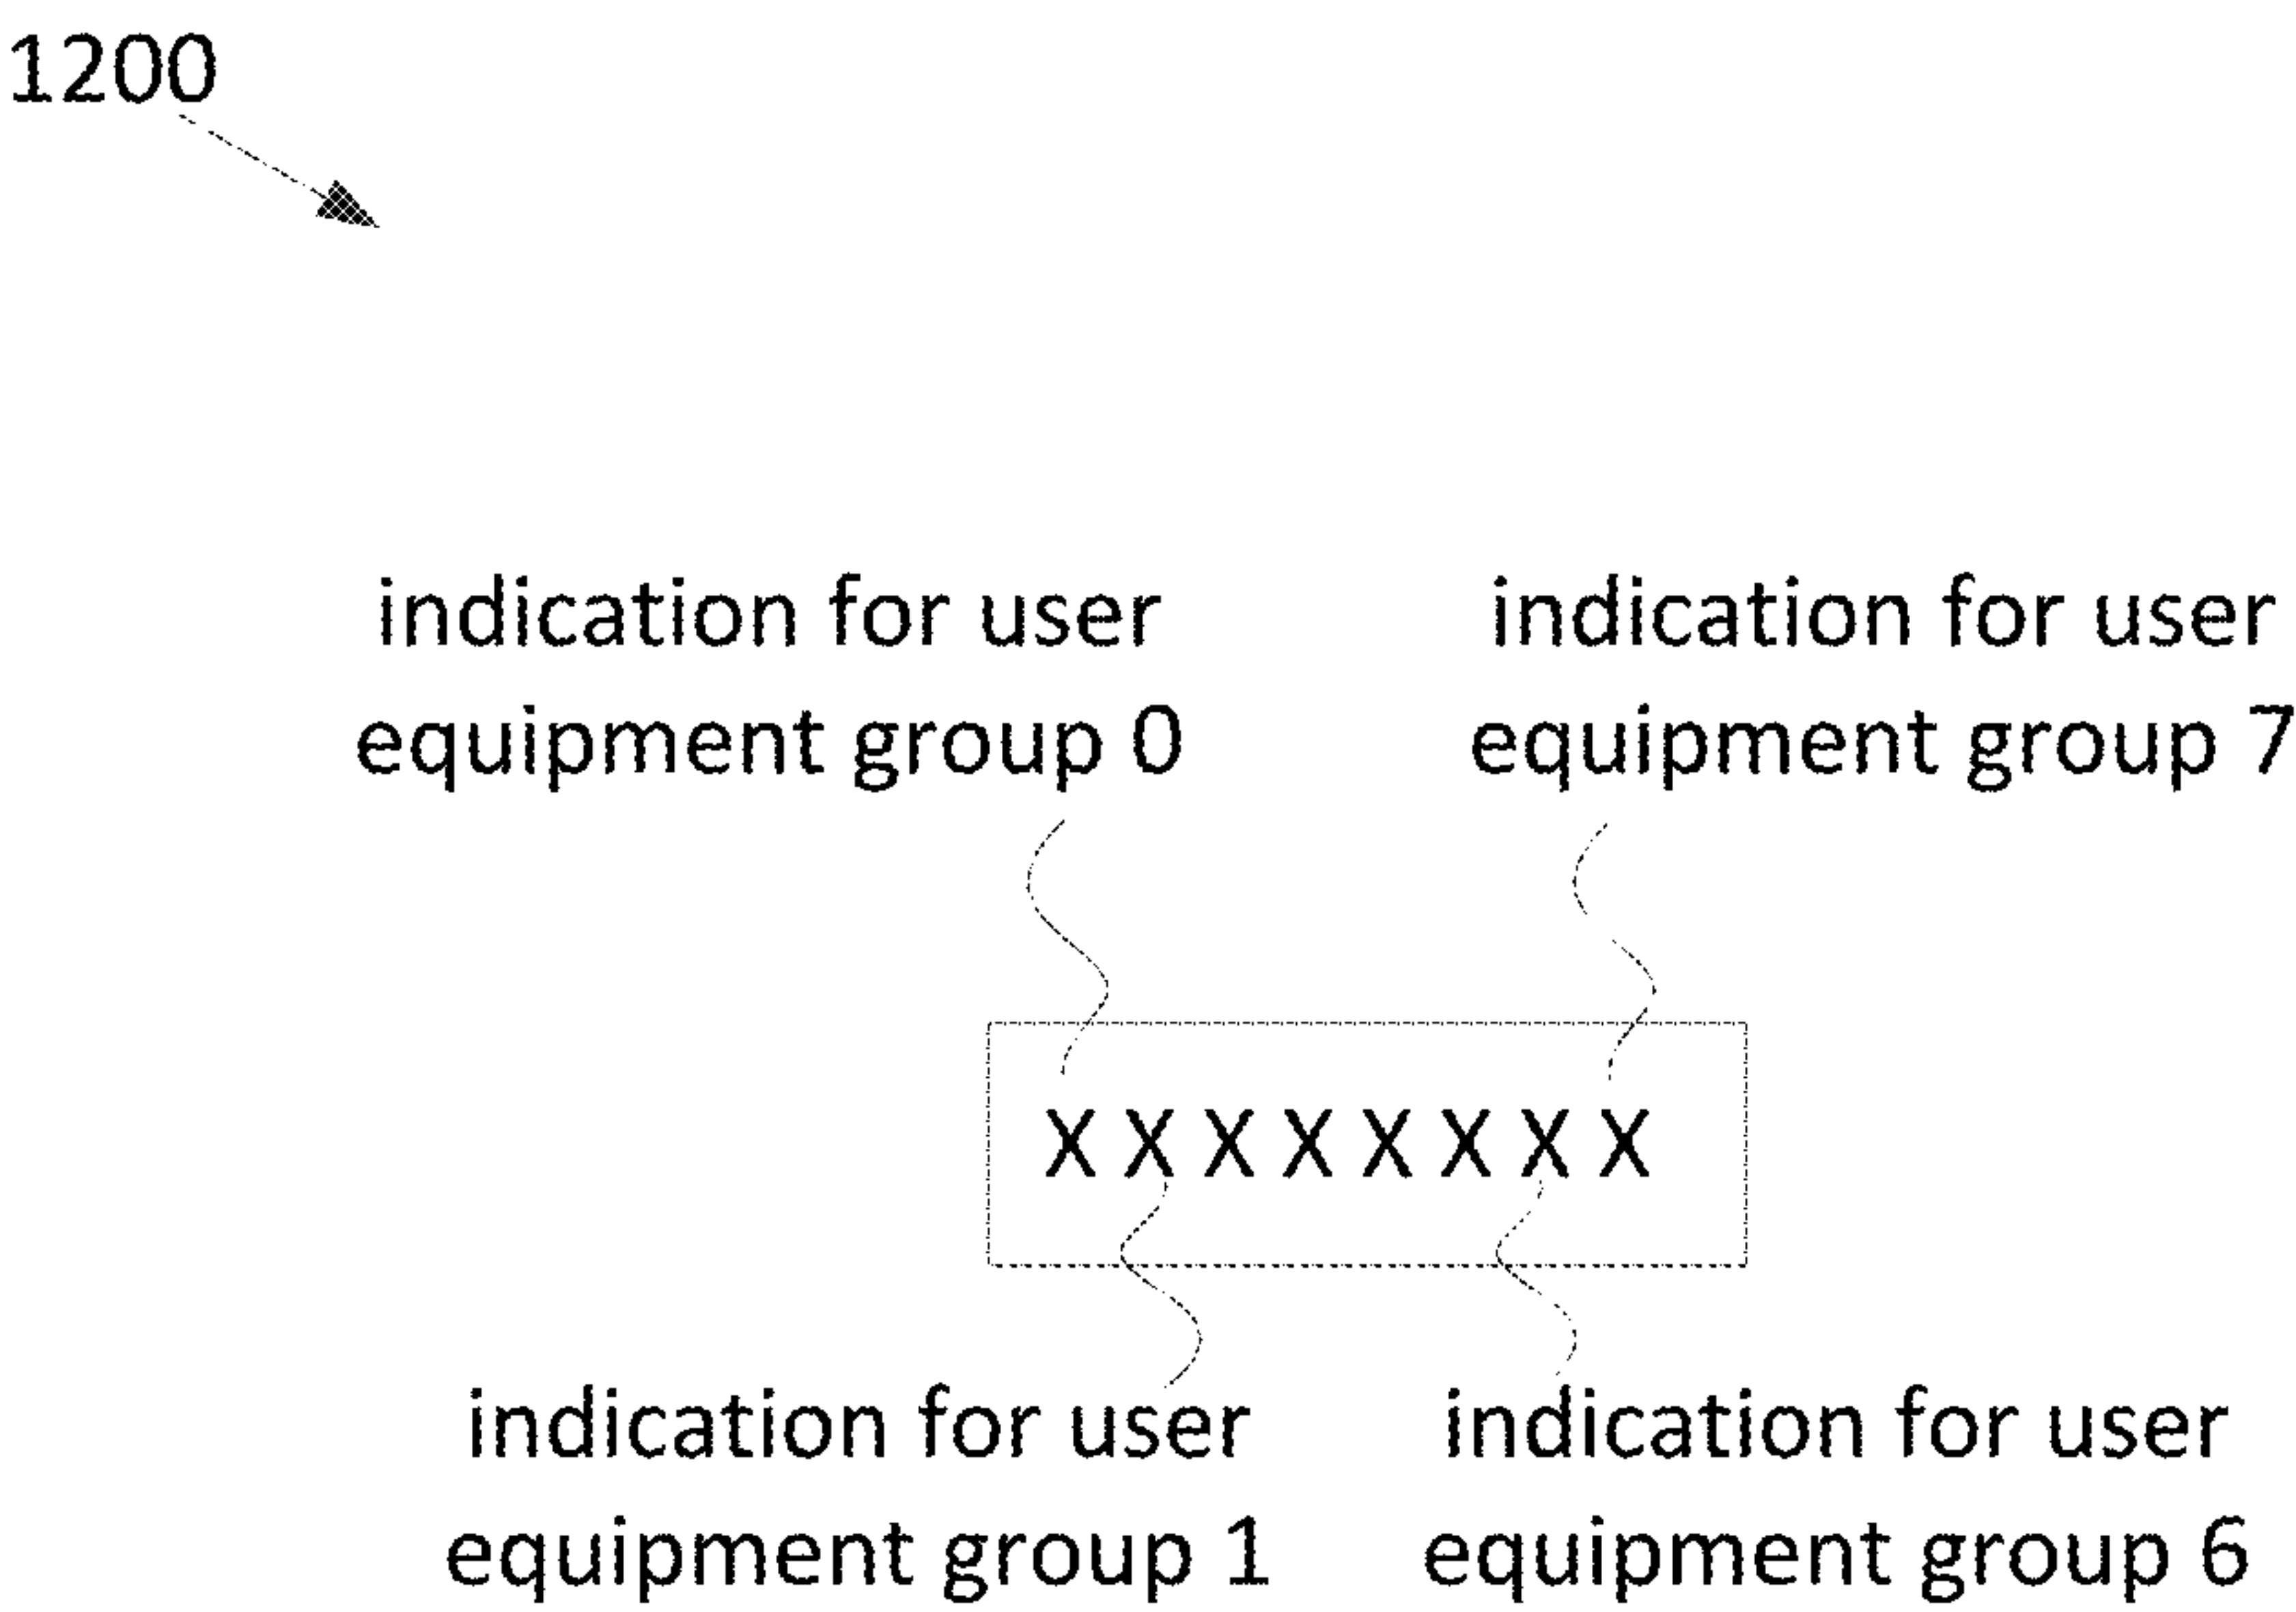 1200
indication for user
equipment group 0
indication for user
equipment group 7
X X X X X X X X
indication for user
equipment group 1
indication for user
equipment group 6